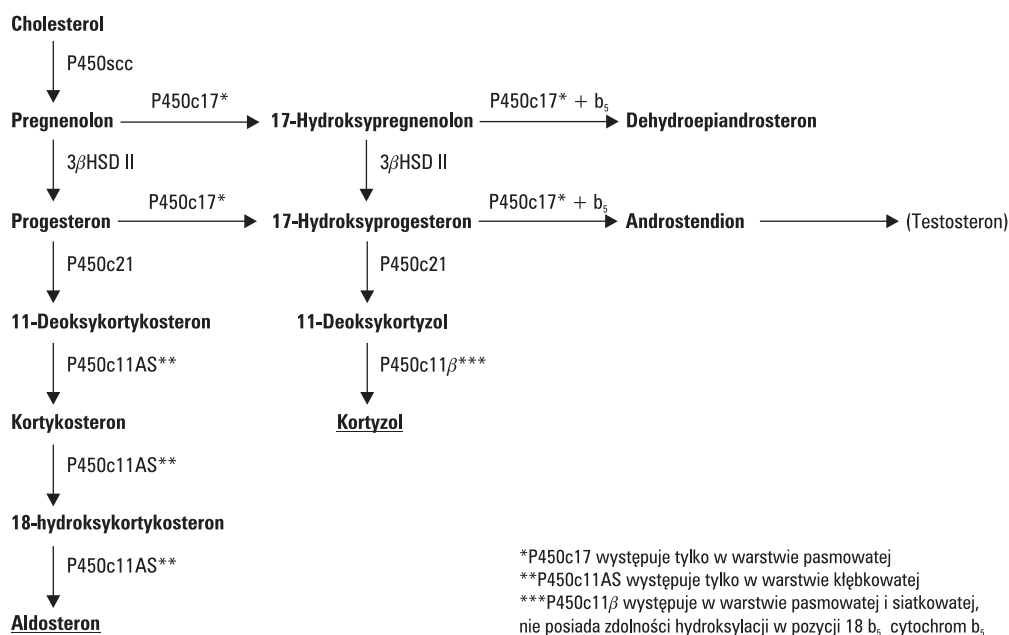 Cholesterol
P450scc
P450c17* P450c17* + b₅
Pregnenolon 17-Hydroksypregnenolon Dehydroepiandrosteron
3βHSD II 3βHSD II
P450c17* P450c17* + b₅
Progesteron 17-Hydroksyprogesteron Androstendion (Testosteron)
P450c21 P450c21
11-Deoksykortykosteron 11-Deoksykortyzol
P450c11AS** P450c11β***
Kortykosteron Kortyzol
P450c11AS**
18-hydroksykortykosteron
P450c11AS**
Aldosteron
*P450c17 występuje tylko w warstwie pasmowatej
**P450c11AS występuje tylko w warstwie kłębkowatej
***P450c11β występuje w warstwie pasmowatej i siatkowatej,
nie posiada zdolności hydroksylacji w pozycji 18 b₅ cytochrom b₅